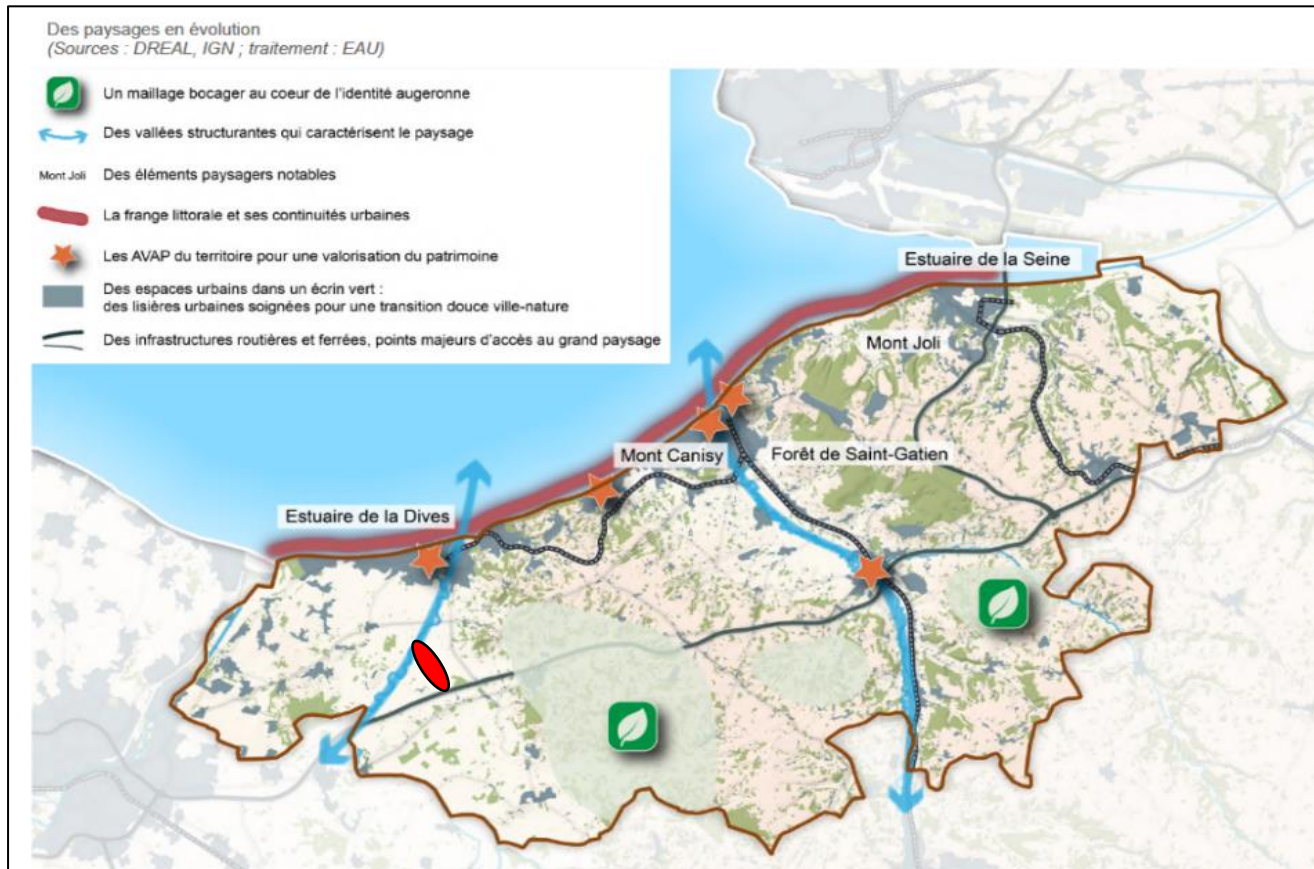 Des paysages en évolution
(Sources : DREAL, IGN ; traitement : EAU)
Un maillage bocager au coeur de l'identité augeronne
Des vallées structurantes qui caractérisent le paysage
Mont Joli Des éléments paysagers notables
La frange littorale et ses continuités urbaines
Les AVAP du territoire pour une valorisation du patrimoine
Des espaces urbains dans un écrin vert :
des lisières urbaines soignées pour une transition douce ville-nature
Des infrastructures routières et ferrées, points majeurs d'accès au grand paysage
Estuaire de la Seine
Mont Joli
Mont Canisy
Forêt de Saint-Gatien
Estuaire de la Dives